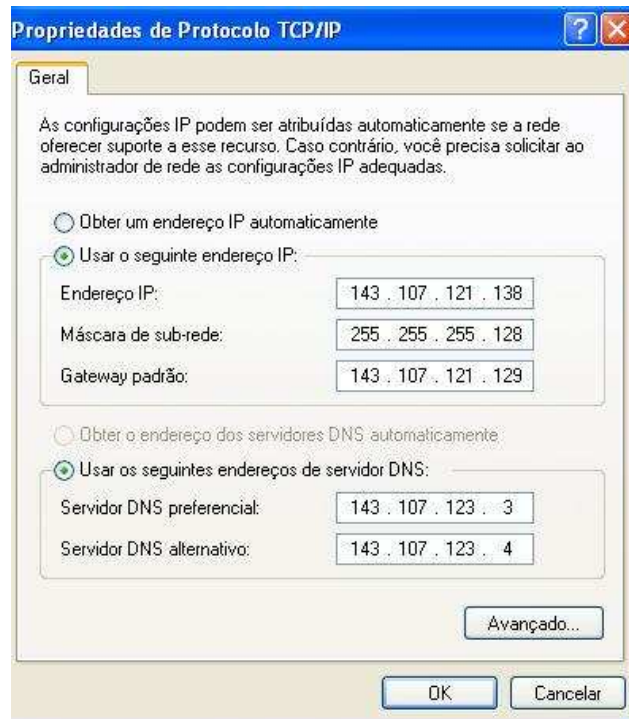 Propriedades de Protocolo TCP/IP
Geral
As configurações IP podem ser atribuídas automaticamente se a rede
oferecer suporte a esse recurso. Caso contrário, você precisa solicitar ao
administrador de rede as configurações IP adequadas.
Obter um endereço IP automaticamente
Usar o seguinte endereço IP:
Endereço IP: 143 . 107 . 121 . 138
Máscara de sub-rede: 255 . 255 . 255 . 128
Gateway padrão: 143 . 107 . 121 . 129
Obter o endereço dos servidores DNS automaticamente
Usar os seguintes endereços de servidor DNS:
Servidor DNS preferencial: 143 . 107 . 123 . 3
Servidor DNS alternativo: 143 . 107 . 123 . 4
Avançado...
OK Cancelar